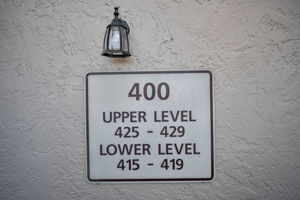 400
UPPER LEVEL
425 - 429
LOWER LEVEL
415 - 419